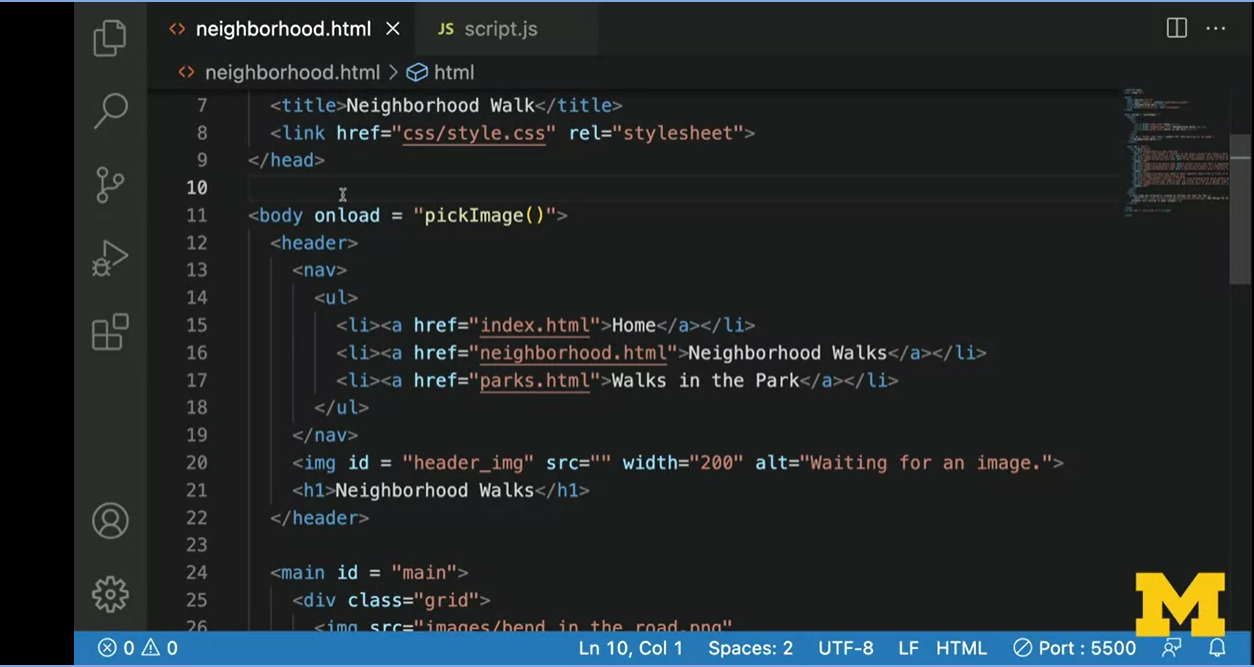 neighborhood.html
JS script.js
neighborhood.html > html
7 <title>Neighborhood Walk</title>
8 <link href="css/style.css" rel="stylesheet">
9 </head>
10
11 <body onload = "pickImage()">
12 <header>
13 <nav>
14 <ul>
15 <li><a href="index.html">Home</a></li>
16 <li><a href="neighborhood.html">Neighborhood Walks</a></li>
17 <li><a href="parks.html">Walks in the Park</a></li>
18 </ul>
19 </nav>
20 <img id = "header_img" src="" width="200" alt="Waiting for an image.">
21 <h1>Neighborhood Walks</h1>
22 </header>
23
24 <main id = "main">
25 <div class="grid">
26 <img src="images/bend_in_the_road.png"
M
0 0 Ln 10, Col 1 Spaces: 2 UTF-8 LF HTML Port : 5500